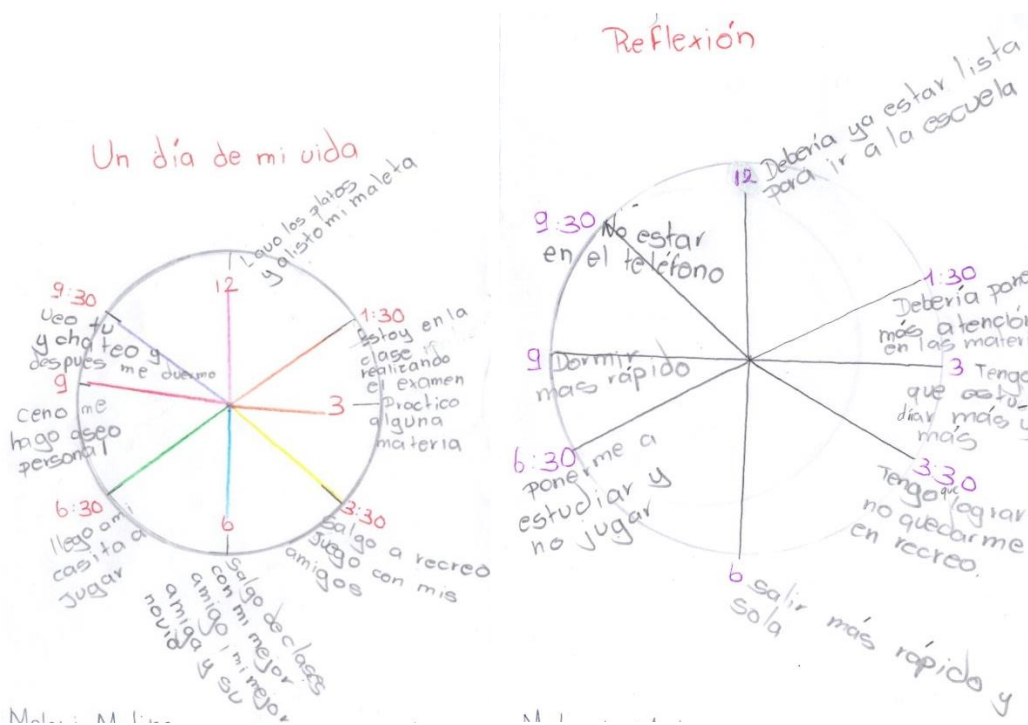 Un día de mi vida
12
Lavo los platos
y alisto mi maleta
1:30
Estoy en la
clase
realizando
el examen
3
Practico
alguna
materia
3:30
Salgo a recreo
juego con mis
amigos
6
Salgo de clases
con mi mejor
amigo mi mejor
amiga y su
novio
6:30
llego a mi
casita a
jugar
9
ceno me
hago aseo
personal
9:30
veo tv
y chateo y
despues me duermo
Reflexión
12
Debería ya estar lista
para ir a la escuela
1:30
Debería pone
más atención
en las materi
3
Tengo
que estu
diar más y
más
3:30
Tengo que lograr
no quedarme
en recreo.
6
Salir más rápido y
sola
6:30
ponerme a
estudiar y
no jugar
9
Dormir
mas rápido
9:30
No estar
en el teléfono